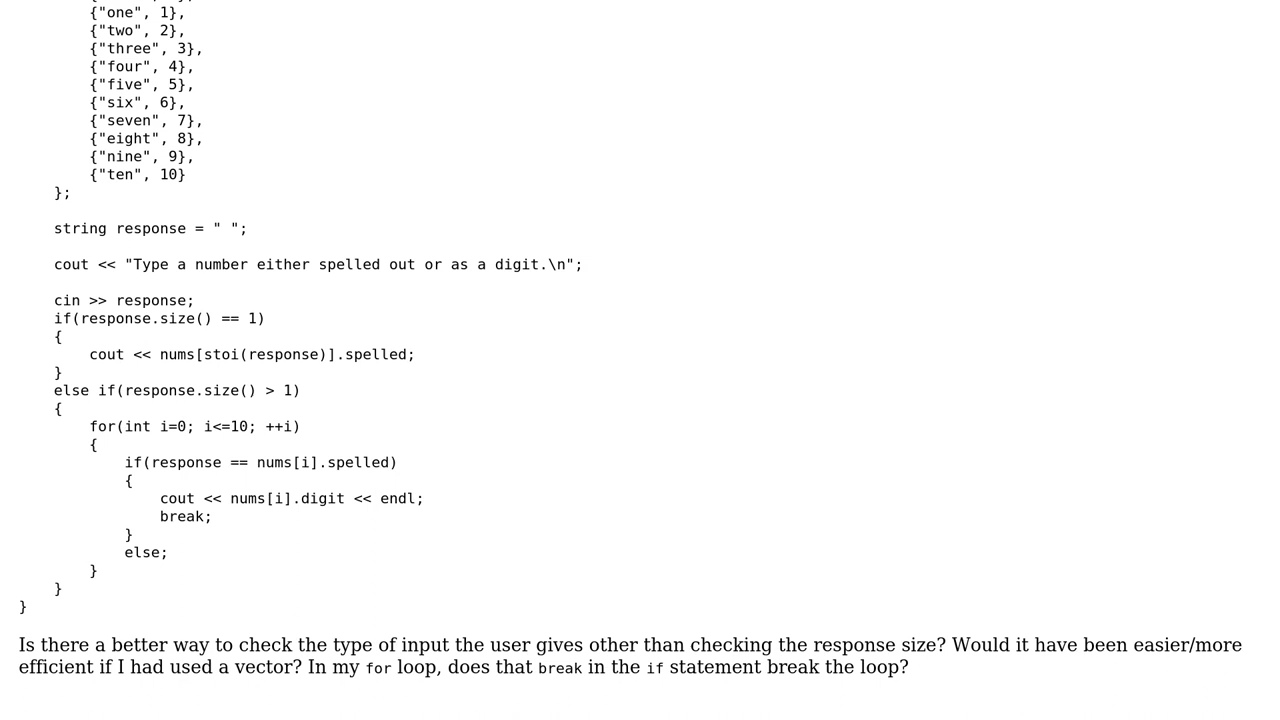 {"one", 1},
{"two", 2},
{"three", 3},
{"four", 4},
{"five", 5},
{"six", 6},
{"seven", 7},
{"eight", 8},
{"nine", 9},
{"ten", 10}
};
string response = " ";
cout << "Type a number either spelled out or as a digit.\n";
cin >> response;
if(response.size() == 1)
{
cout << nums[stoi(response)].spelled;
}
else if(response.size() > 1)
{
for(int i=0; i<=10; ++i)
{
if(response == nums[i].spelled)
{
cout << nums[i].digit << endl;
break;
}
else;
}
}
}
Is there a better way to check the type of input the user gives other than checking the response size? Would it have been easier/more
efficient if I had used a vector? In my for loop, does that break in the if statement break the loop?